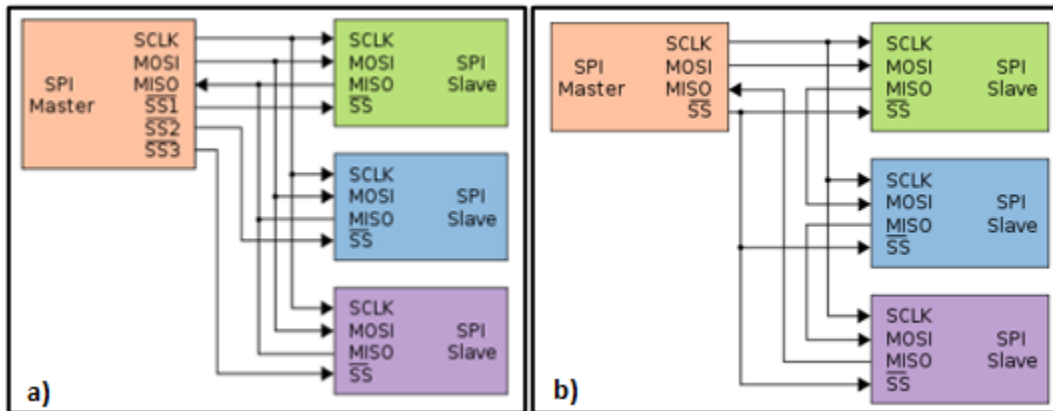 SPI
Master
SCLK
MOSI
MISO
SS1
SS2
SS3
SCLK
MOSI
MISO
SS
SPI
Slave
SCLK
MOSI
MISO
SS
SPI
Slave
SCLK
MOSI
MISO
SS
SPI
Slave
a)
SPI
Master
SCLK
MOSI
MISO
SS
SCLK
MOSI
MISO
SS
SPI
Slave
SCLK
MOSI
MISO
SS
SPI
Slave
SCLK
MOSI
MISO
SS
SPI
Slave
b)